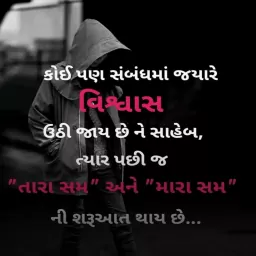 કોઈ પણ સંબંધમાં જયારે
વિશ્વાસ
ઉઠી જાય છે ને સાહેબ,
ત્યાર પછી જ
"તારા સમ" અને "મારા સમ"
ની શરૂઆત થાય છે...